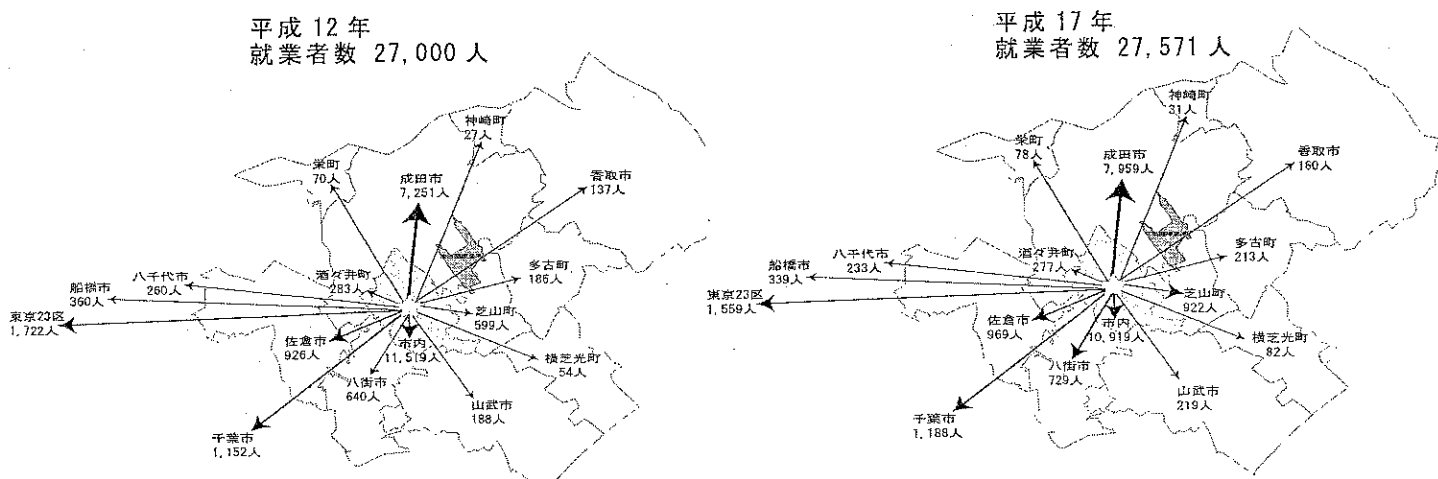 平成 12 年
就業者数 27,000 人
神崎町
27人
栄町
70人
成田市
7,251人
香取市
137人
八千代市
260人
酒々井町
283人
多古町
186人
船橋市
360人
東京23区
1,722人
芝山町
599人
佐倉市
926人
市内
11,519人
横芝光町
54人
八街市
640人
山武市
188人
千葉市
1,152人
平成 17 年
就業者数 27,571 人
神崎町
31人
栄町
78人
成田市
7,959人
香取市
160人
八千代市
233人
酒々井町
277人
多古町
213人
船橋市
339人
東京23区
1,559人
芝山町
922人
佐倉市
969人
市内
10,919人
横芝光町
82人
八街市
729人
山武市
219人
千葉市
1,188人